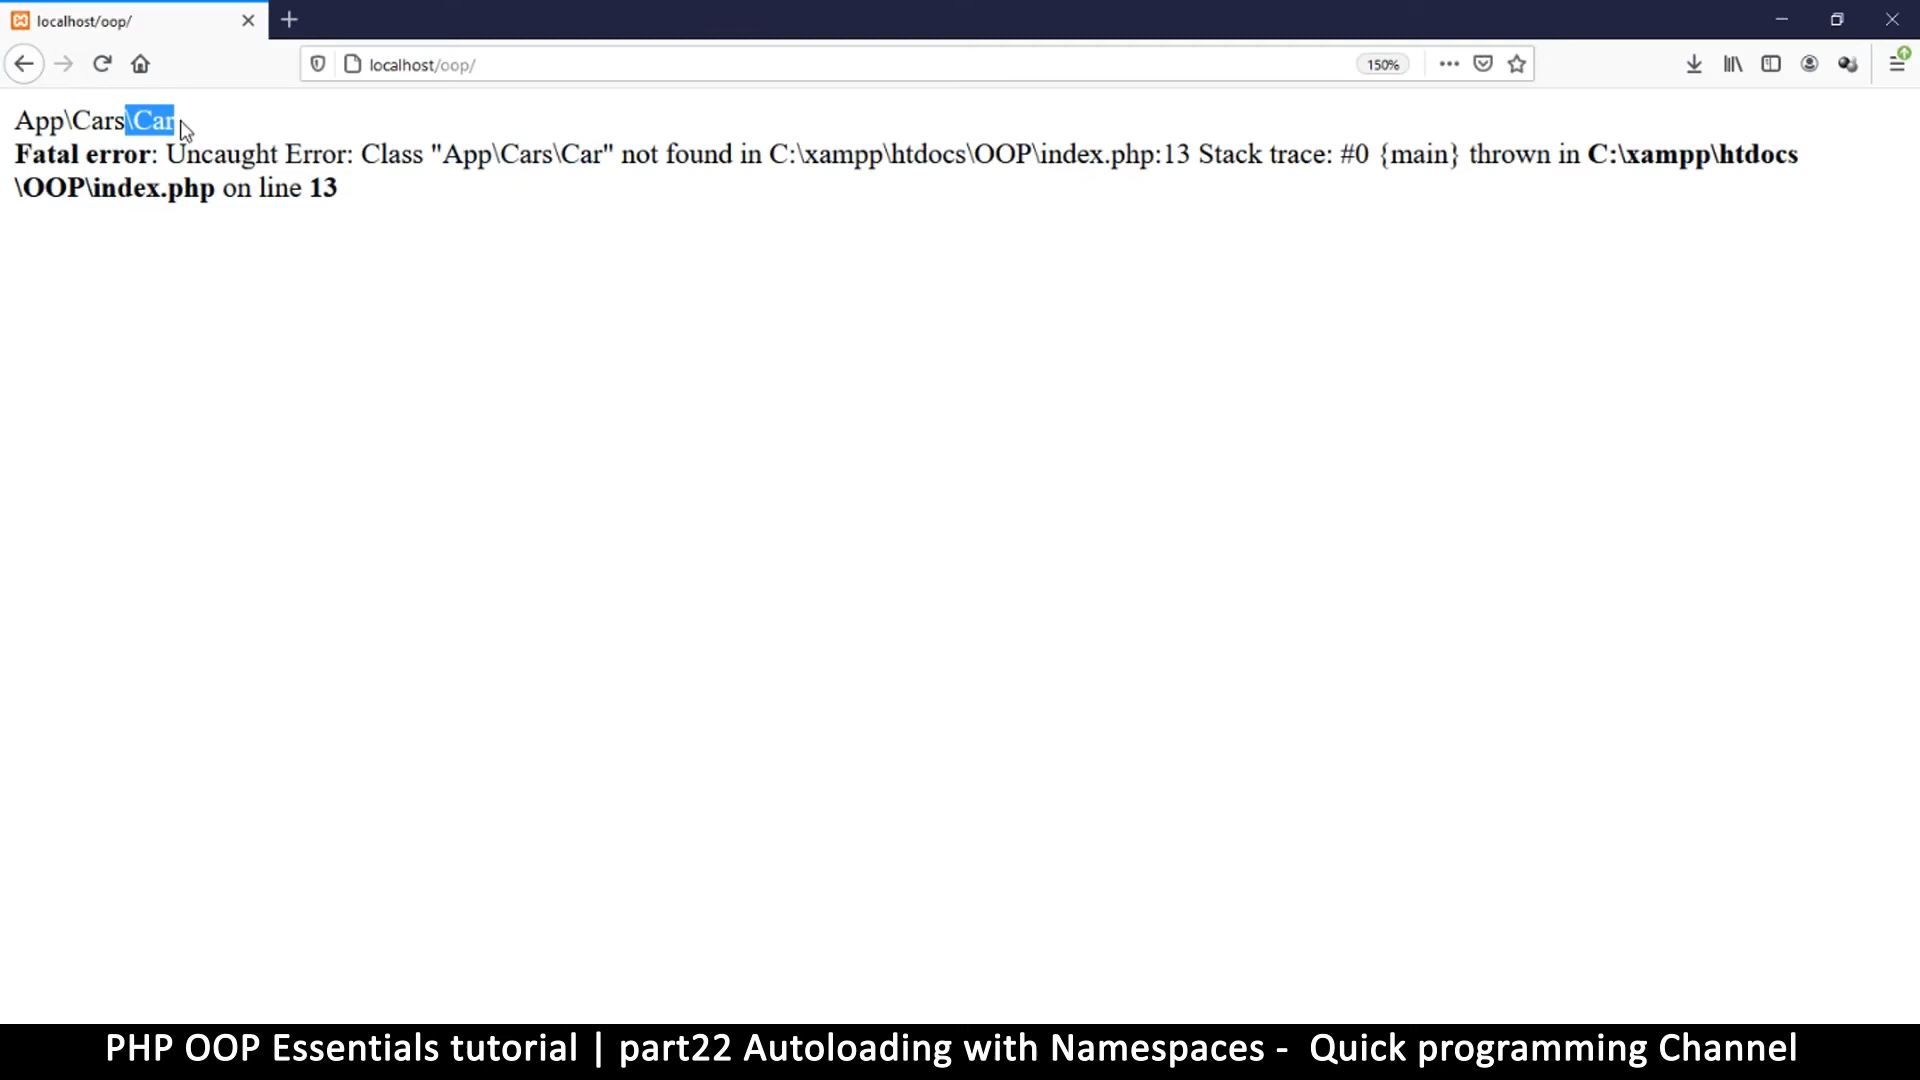 localhost/oop/
localhost/oop/
150%
App\Cars\Car
Fatal error: Uncaught Error: Class "App\Cars\Car" not found in C:\xampp\htdocs\OOP\index.php:13 Stack trace: #0 {main} thrown in C:\xampp\htdocs
\OOP\index.php on line 13
PHP OOP Essentials tutorial | part22 Autoloading with Namespaces - Quick programming Channel